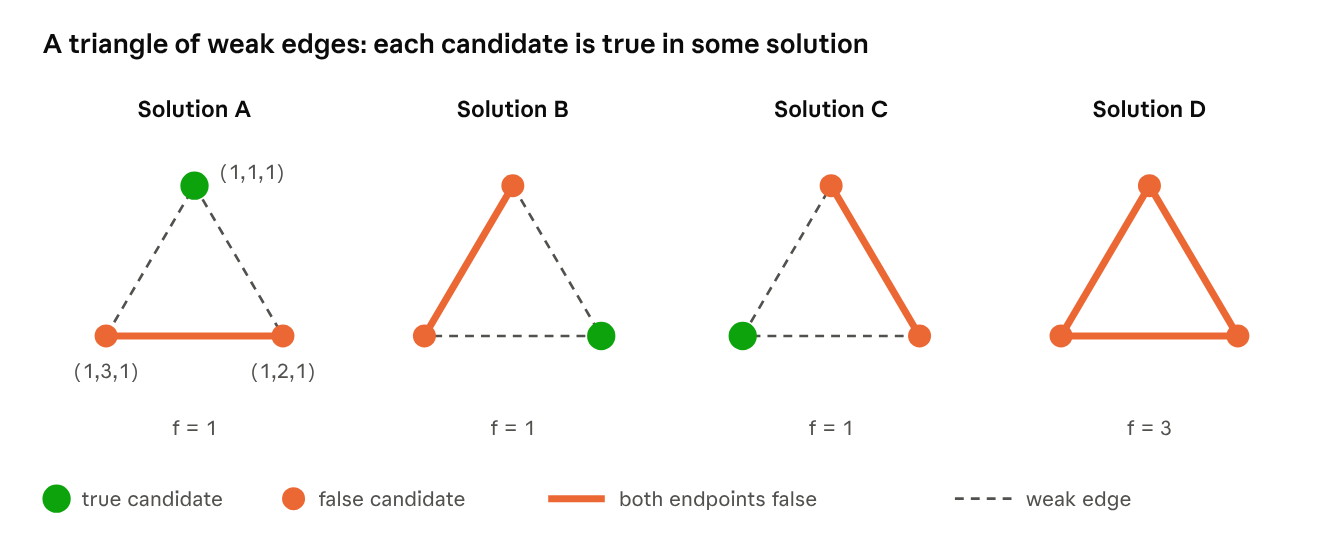 A triangle of weak edges: each candidate is true in some solution
Solution A
Solution B
Solution C
Solution D
(1,1,1)
(1,3,1)
(1,2,1)
f = 1
f = 1
f = 1
f = 3
true candidate
false candidate
both endpoints false
weak edge